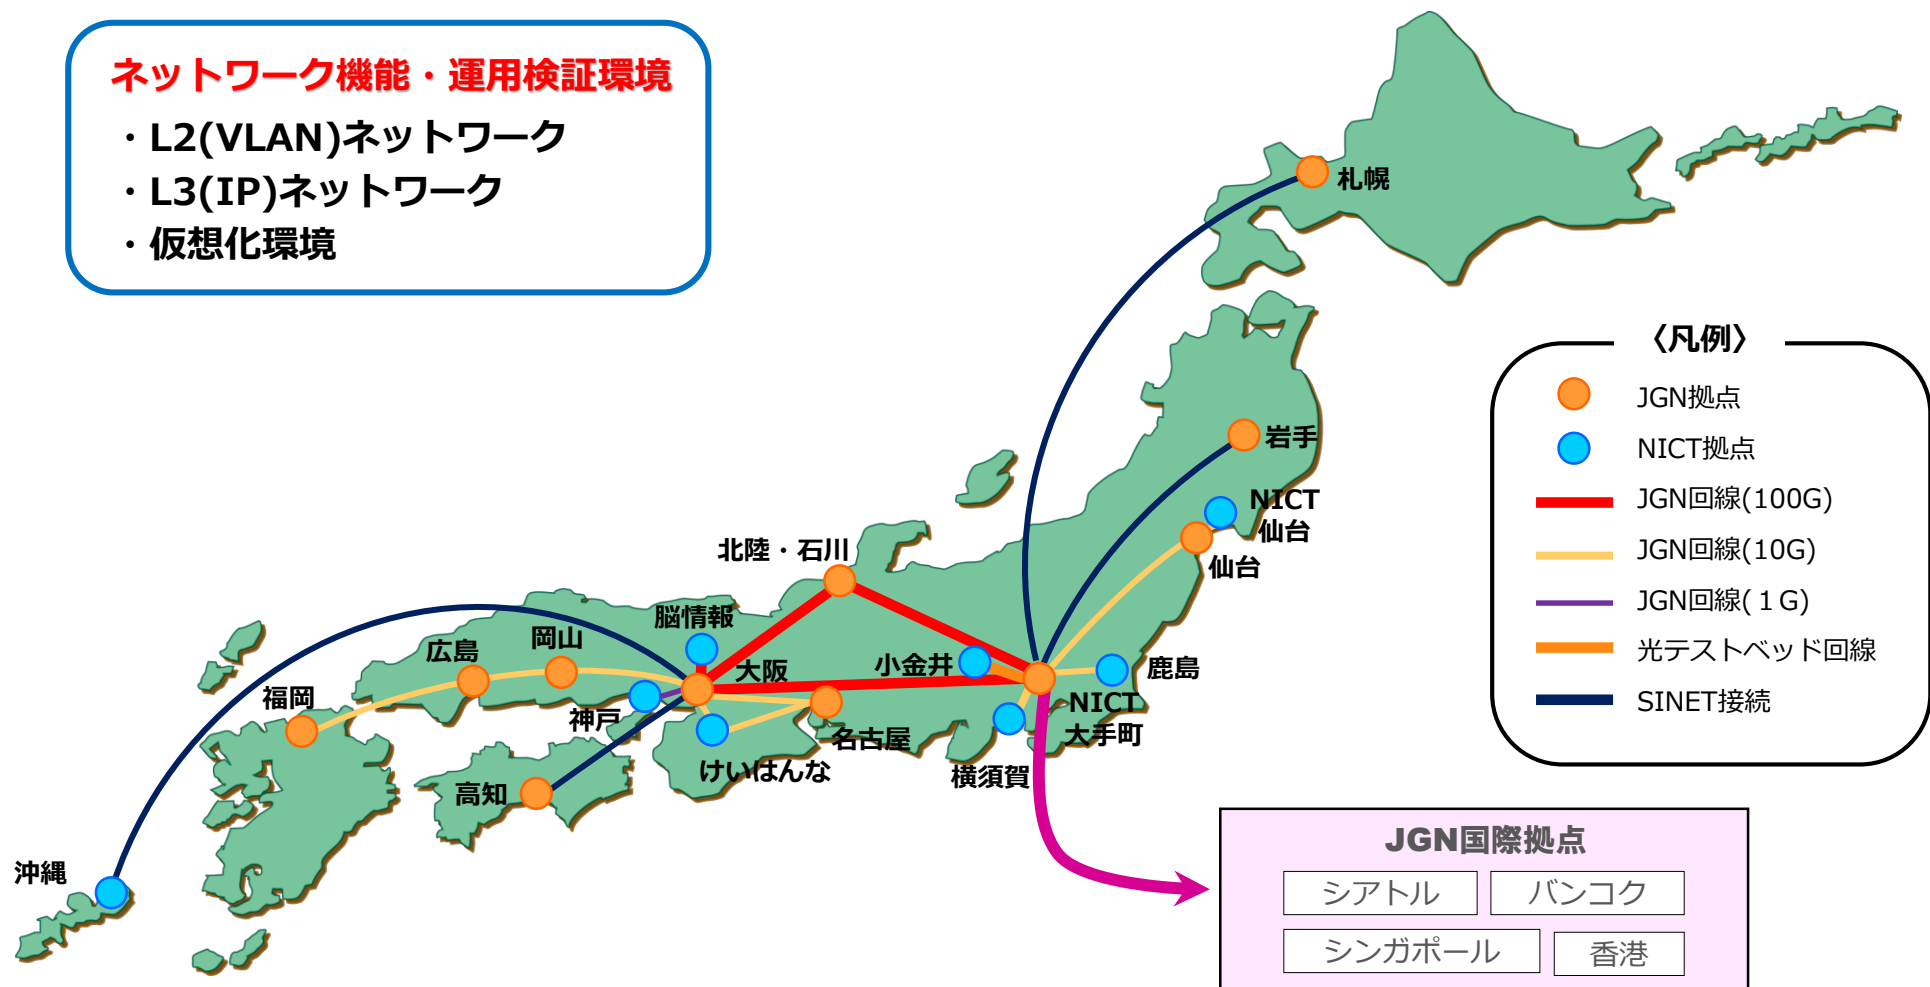 ネットワーク機能・運用検証環境
・L2(VLAN)ネットワーク
・L3(IP)ネットワーク
・仮想化環境
札幌
〈凡例〉
JGN拠点
NICT拠点
JGN回線(100G)
JGN回線(10G)
JGN回線(１G)
光テストベッド回線
SINET接続
岩手
NICT
仙台
仙台
北陸・石川
脳情報
岡山
広島
大阪
小金井
鹿島
福岡
神戸
NICT
大手町
名古屋
けいはんな
横須賀
高知
沖縄
JGN国際拠点
シアトル
バンコク
シンガポール
香港